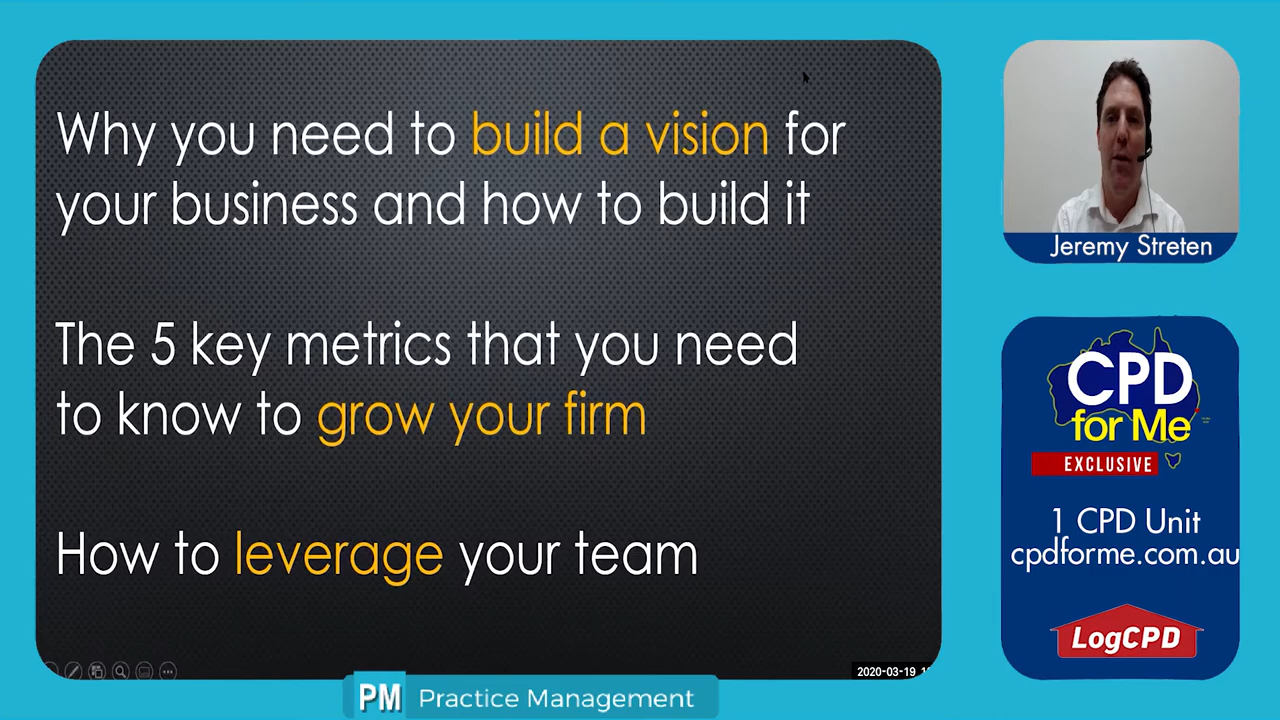 Why you need to build a vision for
your business and how to build it
The 5 key metrics that you need
to know to grow your firm
How to leverage your team
2020-03-19
PM Practice Management
Jeremy Streten
CPD
for Me
EXCLUSIVE
1 CPD Unit
cpdforme.com.au
LogCPD